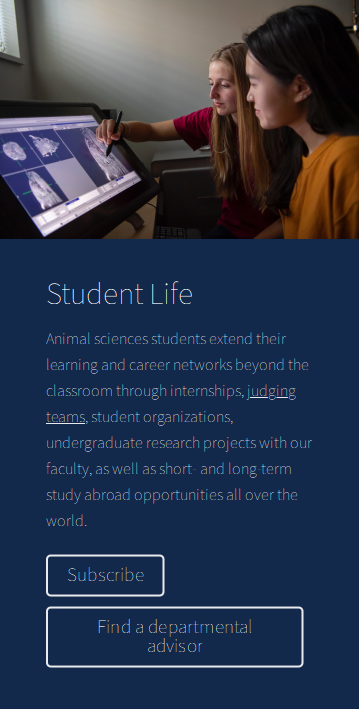 Student Life
Animal sciences students extend their
learning and career networks beyond the
classroom through internships, judging
teams, student organizations,
undergraduate research projects with our
faculty, as well as short- and long-term
study abroad opportunities all over the
world.
Subscribe
Find a departmental
advisor